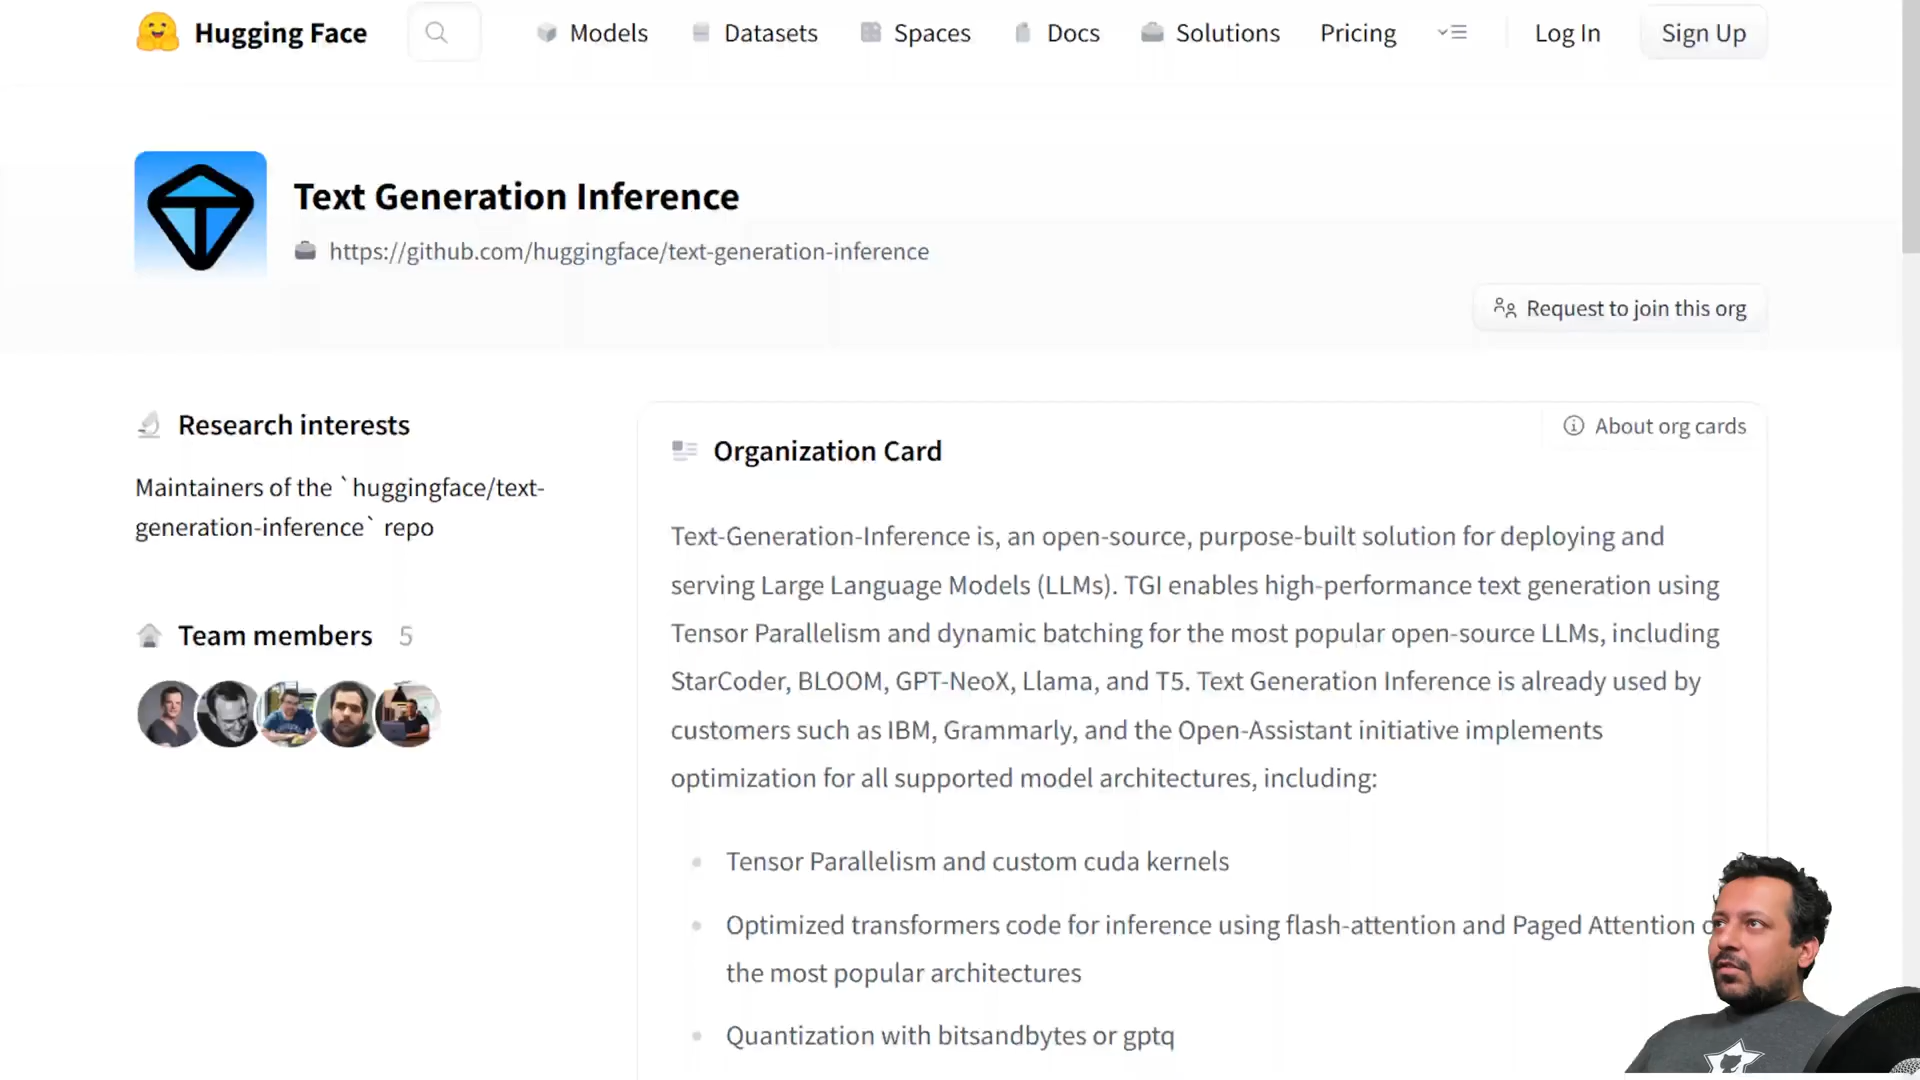 Hugging Face
Models
Datasets
Spaces
Docs
Solutions
Pricing
Log In
Sign Up
Text Generation Inference
https://github.com/huggingface/text-generation-inference
Request to join this org
Research interests
Maintainers of the `huggingface/text-
generation-inference` repo
Team members 5
About org cards
Organization Card
Text-Generation-Inference is, an open-source, purpose-built solution for deploying and
serving Large Language Models (LLMs). TGI enables high-performance text generation using
Tensor Parallelism and dynamic batching for the most popular open-source LLMs, including
StarCoder, BLOOM, GPT-NeoX, Llama, and T5. Text Generation Inference is already used by
customers such as IBM, Grammarly, and the Open-Assistant initiative implements
optimization for all supported model architectures, including:
Tensor Parallelism and custom cuda kernels
Optimized transformers code for inference using flash-attention and Paged Attention
the most popular architectures
Quantization with bitsandbytes or gptq